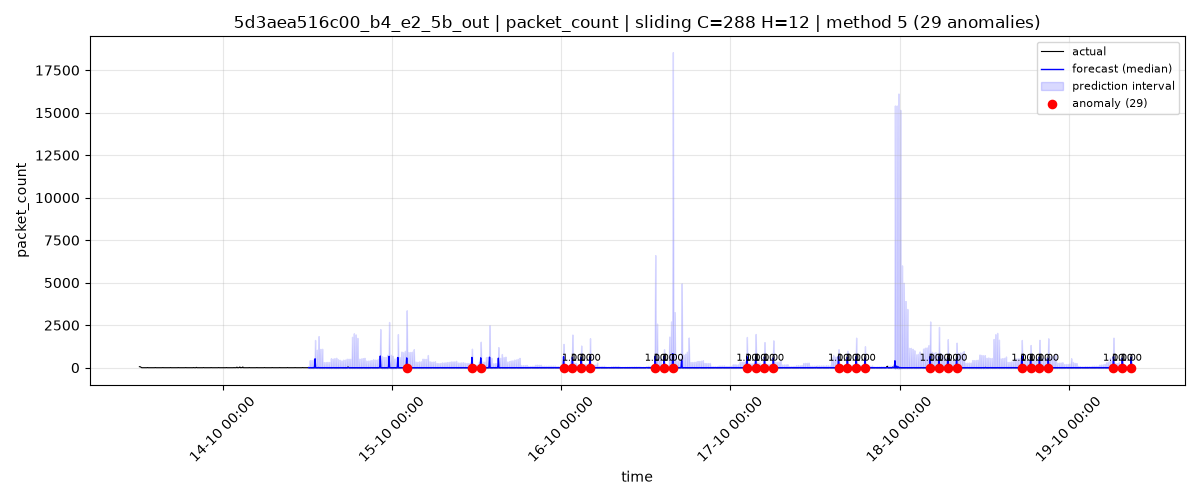 5d3aea516c00_b4_e2_5b_out | packet_count | sliding C=288 H=12 | method 5 (29 anomalies)
actual
forecast (median)
prediction interval
anomaly (29)
packet_count
17500
15000
12500
10000
7500
5000
2500
0
14-10 00:00
15-10 00:00
16-10 00:00
17-10 00:00
18-10 00:00
19-10 00:00
time